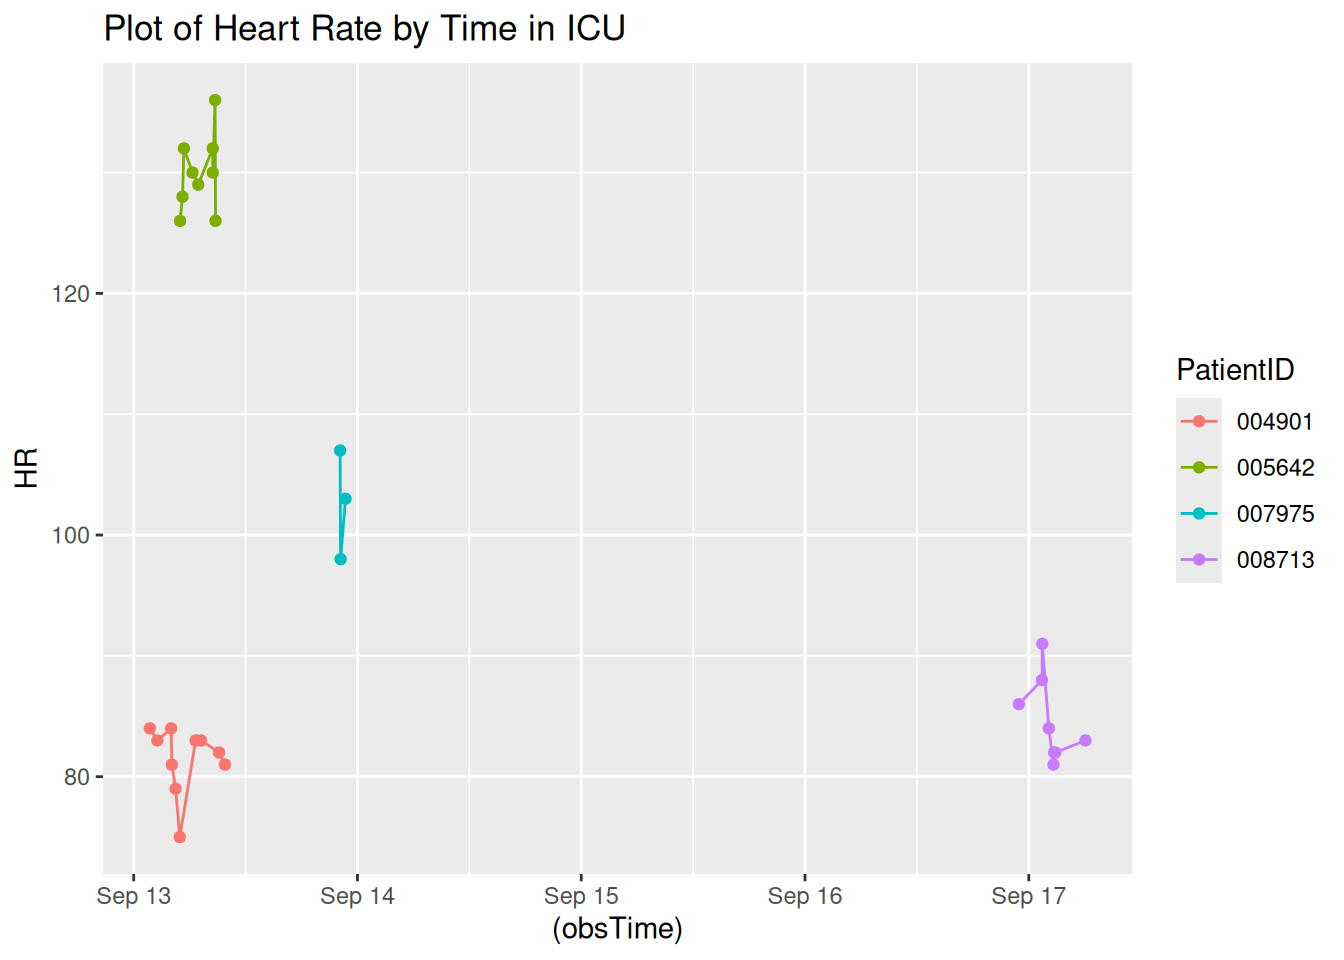 Plot of Heart Rate by Time in ICU
HR
120
100
80
Sep 13
Sep 14
Sep 15
Sep 16
Sep 17
(obsTime)
PatientID
004901
005642
007975
008713